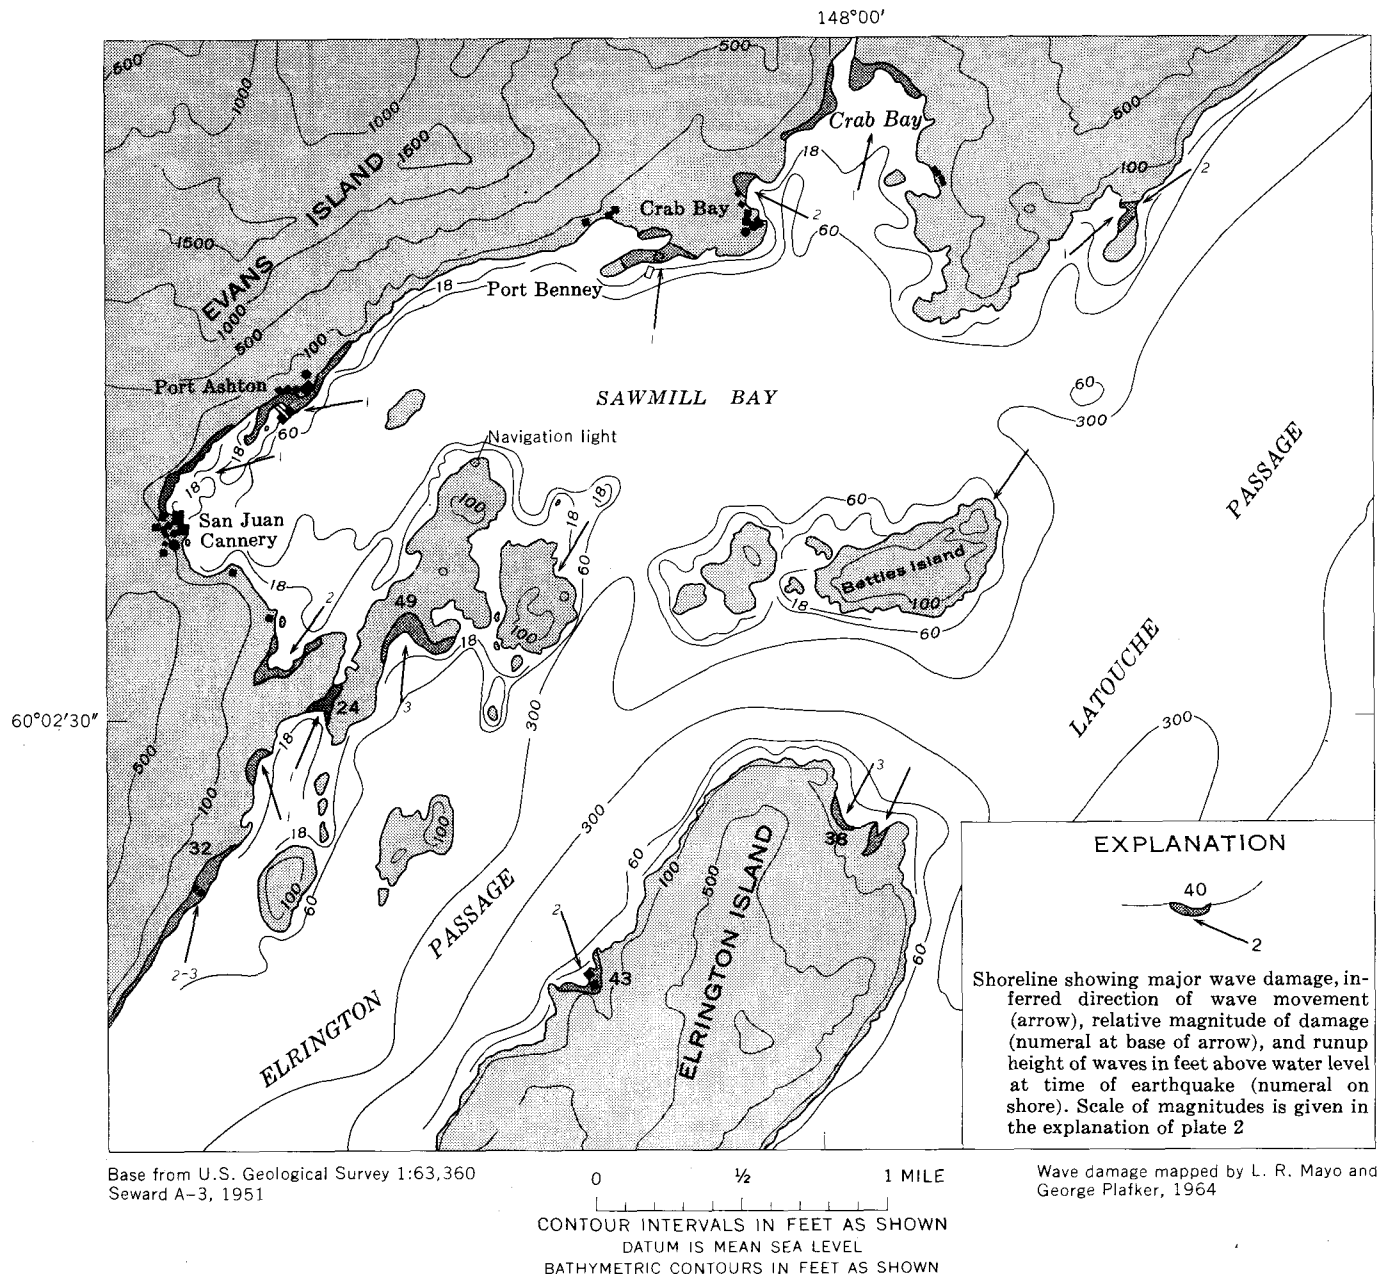 148°00′
500
500
1000
1000
1500
500
Crab Bay
100
18
2
EVANS ISLAND
1500
Crab Bay
2
60
1
1
1000
500
100
18
Port Benney
1
Port Ashton
1
60
18
1
18
SAWMILL BAY
60
300
Navigation light
LATOUCHE PASSAGE
100
18
18
60
60
San Juan
Cannery
18
2
49
18
100
Bettles Island
100
18
60
60°02′30″
24
3
18
1
300
300
500
100
32
18
100
100
60
2-3
300
60
100
500
3
38
60
ELRINGTON PASSAGE
2
43
ELRINGTON ISLAND
EXPLANATION
40
2
Shoreline showing major wave damage, in-
ferred direction of wave movement
(arrow), relative magnitude of damage
(numeral at base of arrow), and runup
height of waves in feet above water level
at time of earthquake (numeral on
shore). Scale of magnitudes is given in
the explanation of plate 2
Base from U.S. Geological Survey 1:63,360
Seward A-3, 1951
0 ½ 1 MILE
CONTOUR INTERVALS IN FEET AS SHOWN
DATUM IS MEAN SEA LEVEL
BATHYMETRIC CONTOURS IN FEET AS SHOWN
Wave damage mapped by L. R. Mayo and
George Plafker, 1964